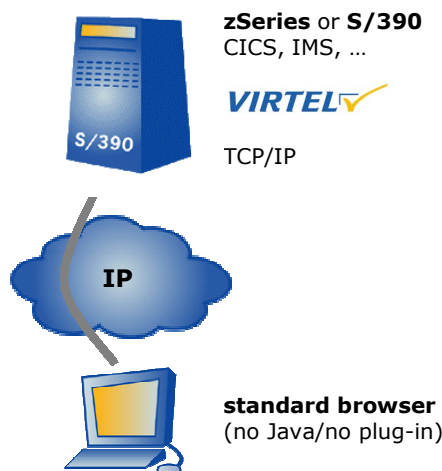 zSeries or S/390
CICS, IMS, ...
VIRTEL
TCP/IP
S/390
IP
standard browser
(no Java/no plug-in)